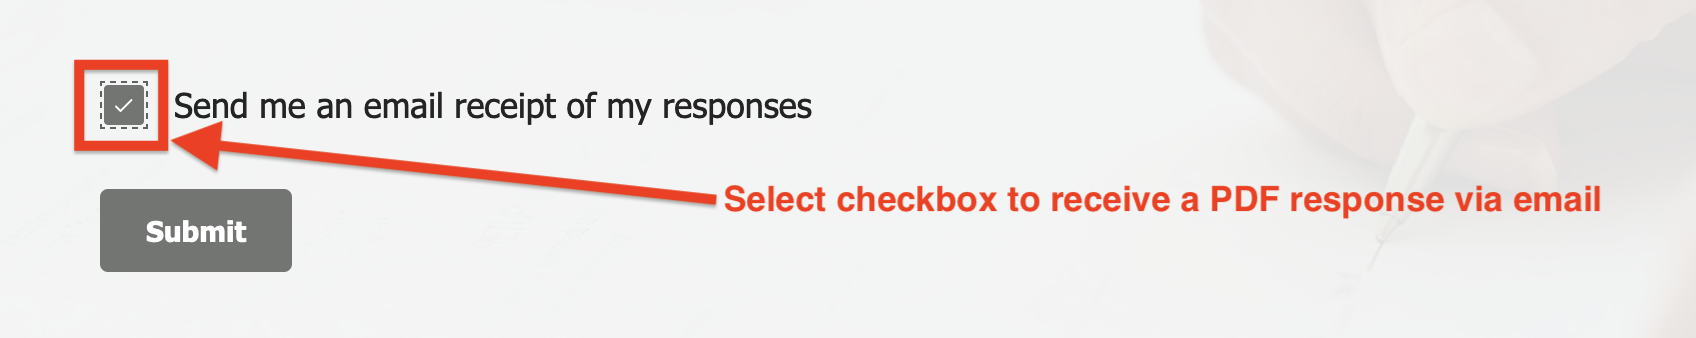 Send me an email receipt of my responses
Select checkbox to receive a PDF response via email
Submit